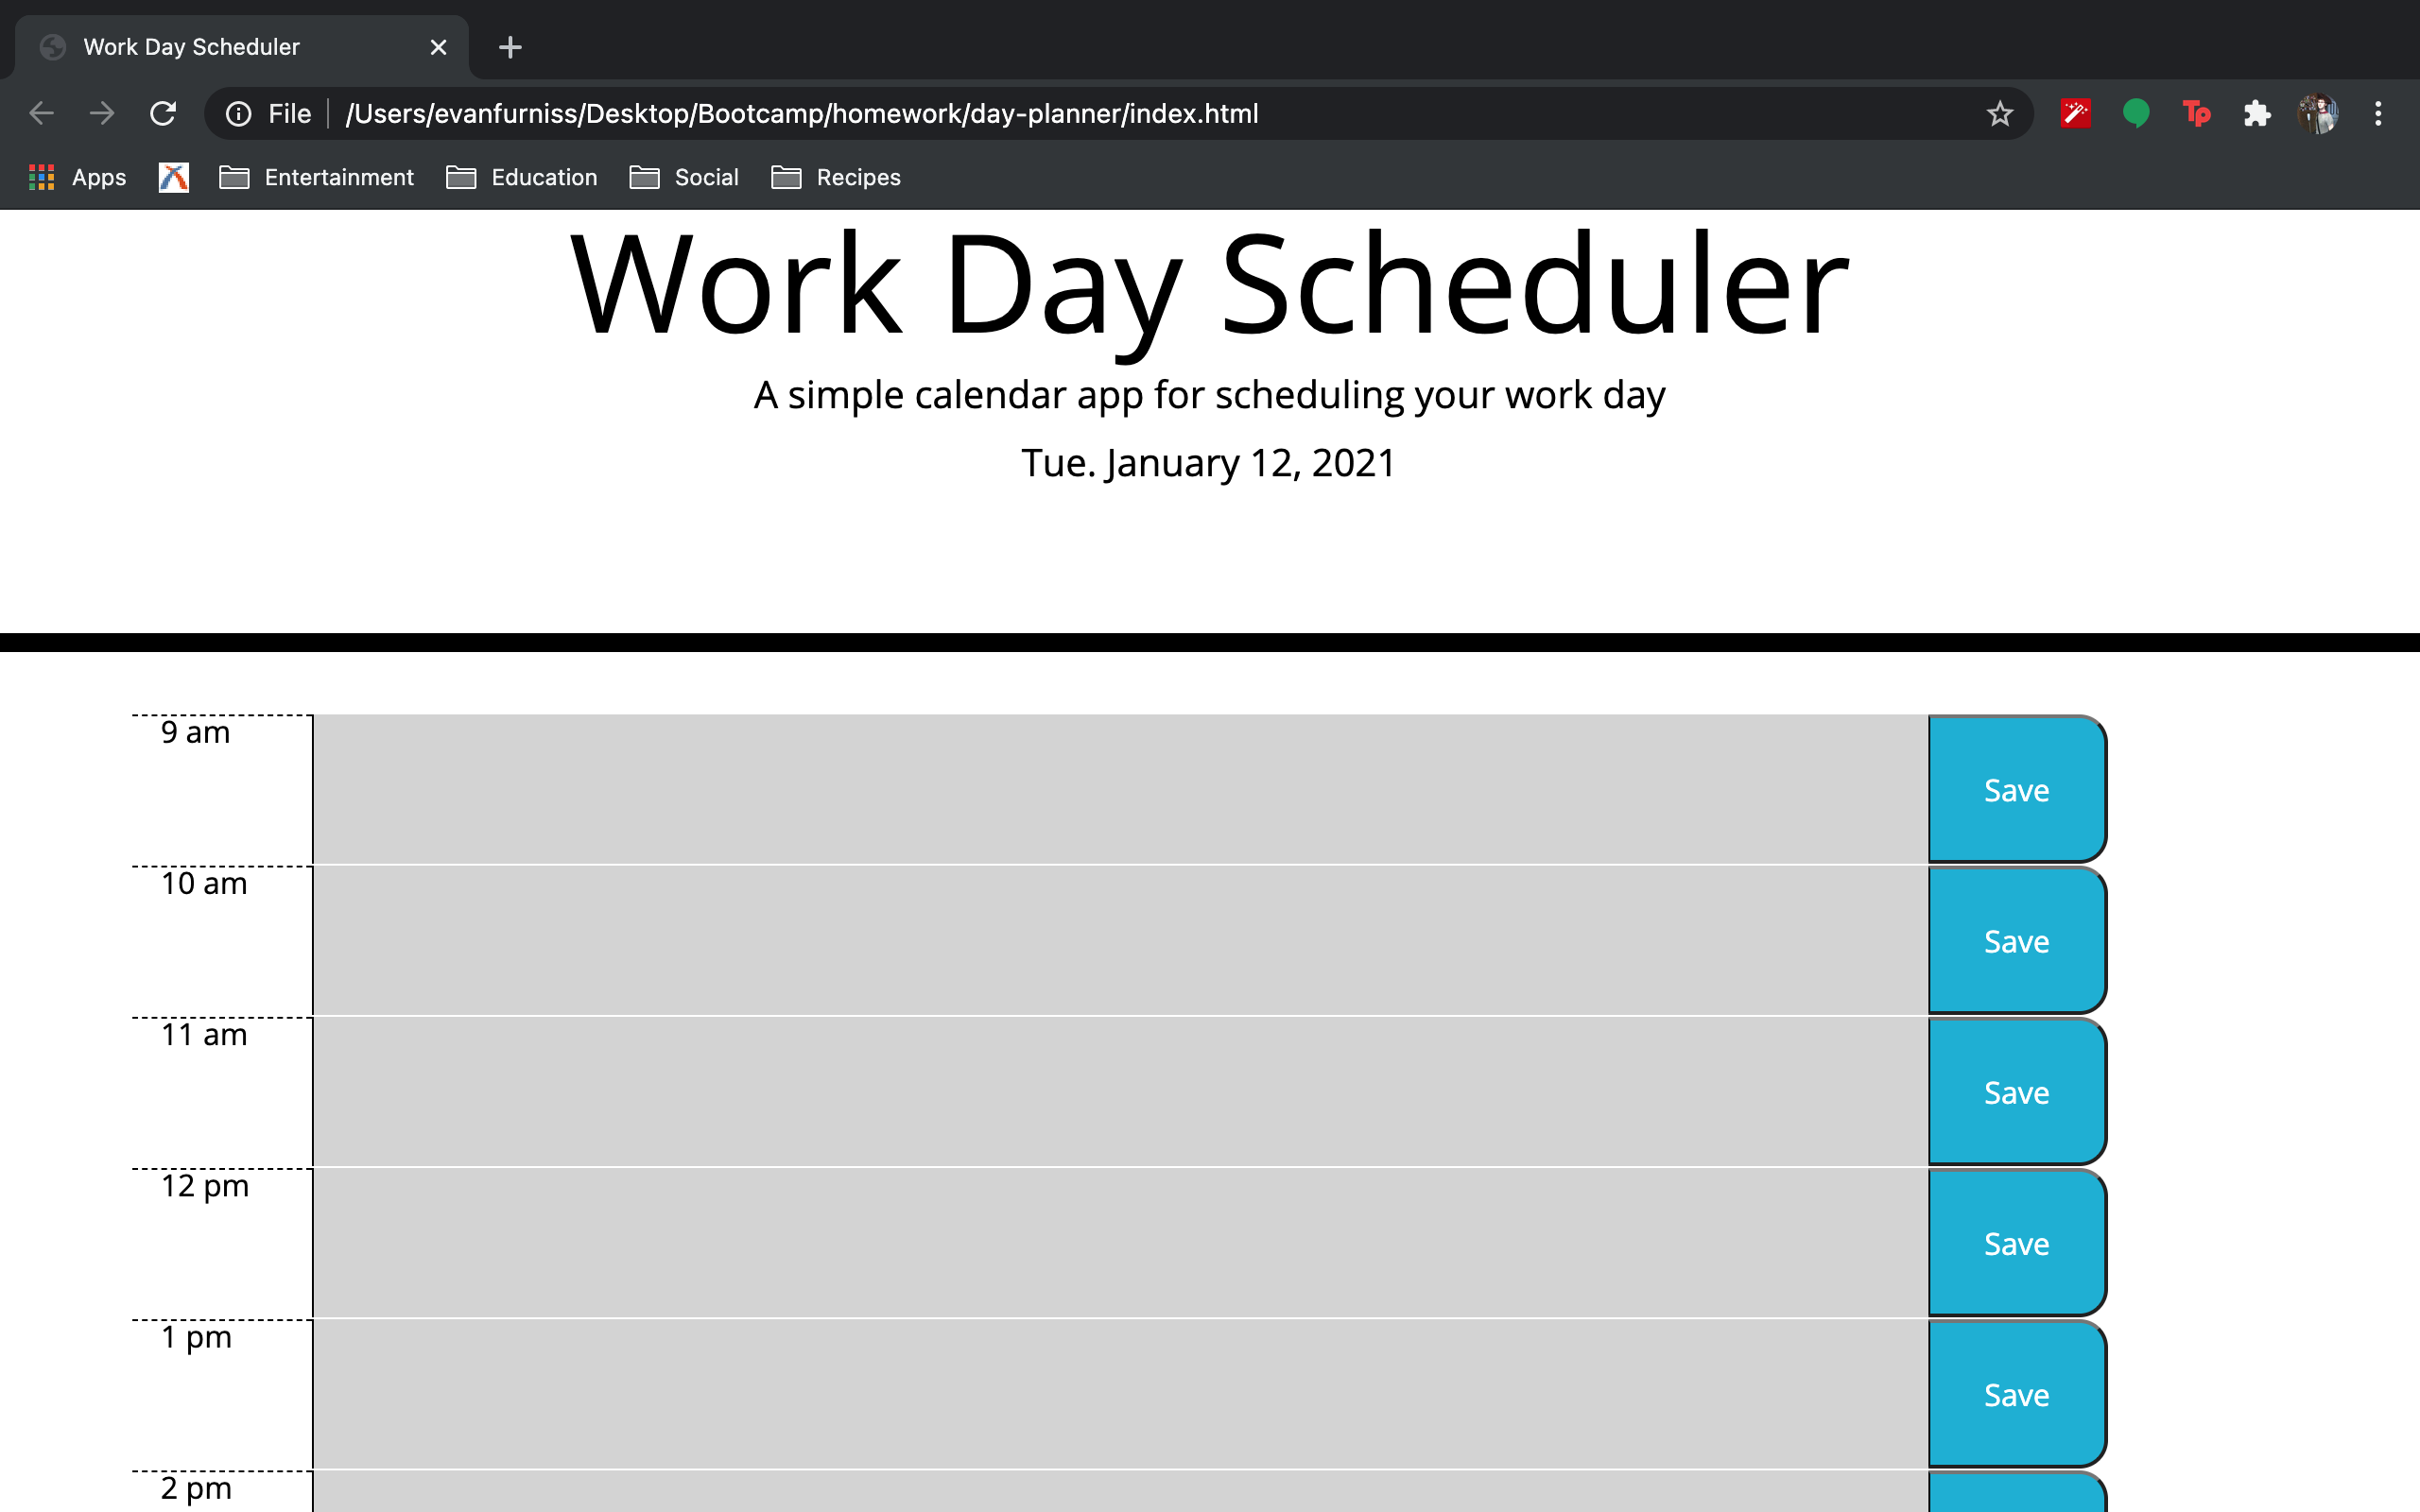 Work Day Scheduler
File /Users/evanfurniss/Desktop/Bootcamp/homework/day-planner/index.html
Tp
Apps Entertainment Education Social Recipes
Work Day Scheduler
A simple calendar app for scheduling your work day
Tue. January 12, 2021
9 am
Save
10 am
Save
11 am
Save
12 pm
Save
1 pm
Save
2 pm